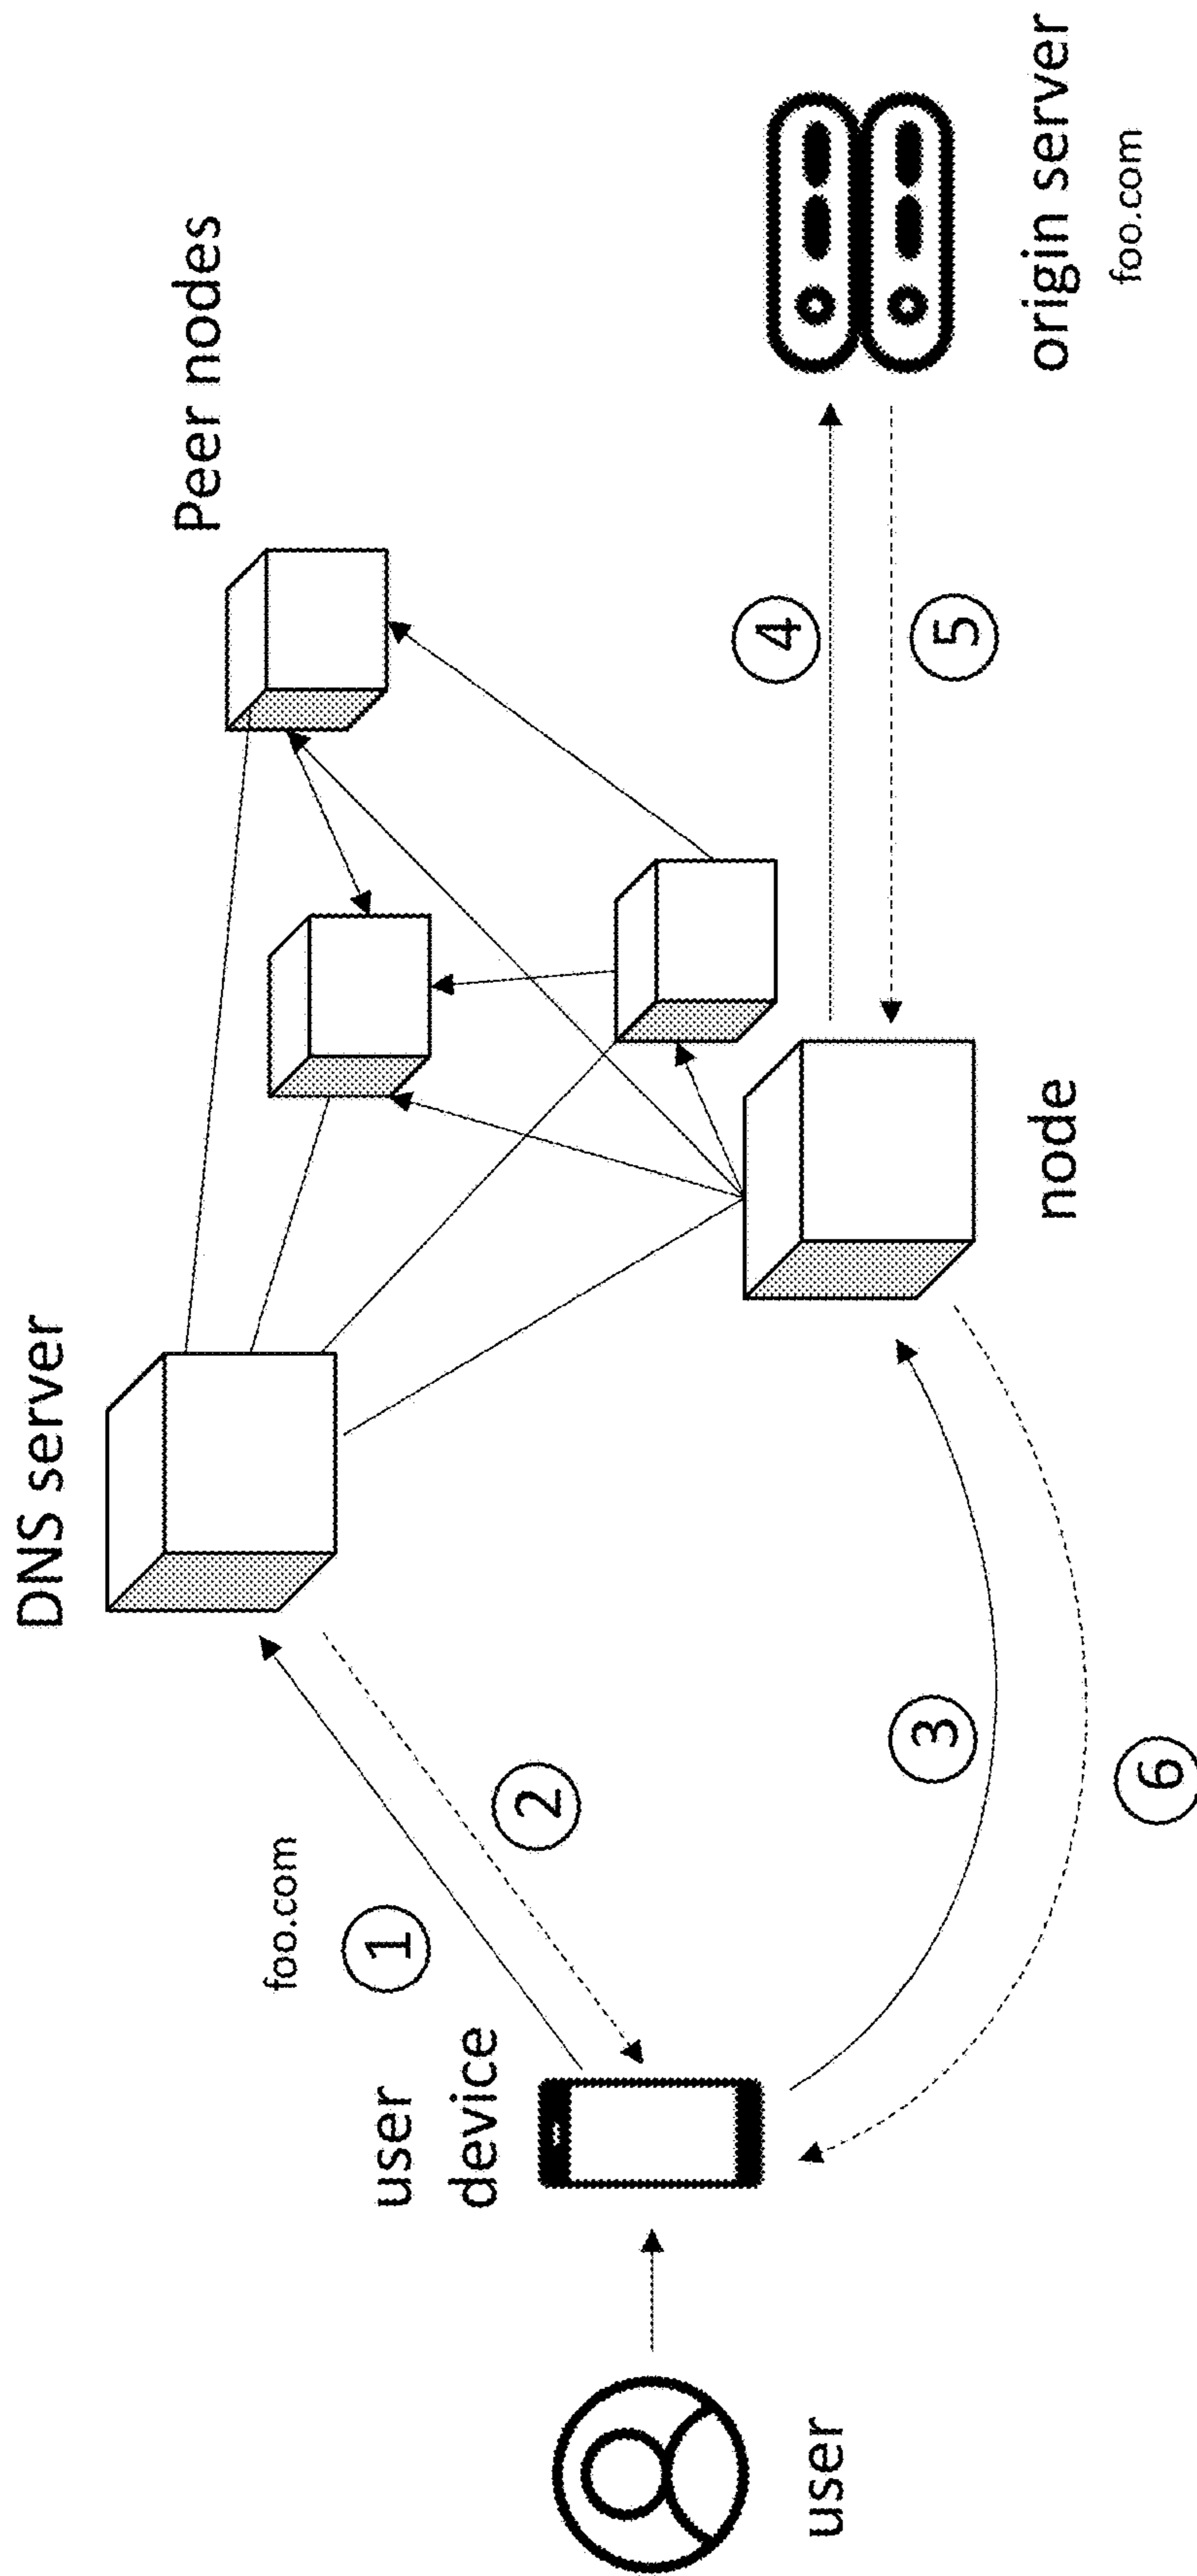 DNS server
Peer nodes
foo.com
1
user
device
2
4
5
3
6
user
node
origin server
foo.com